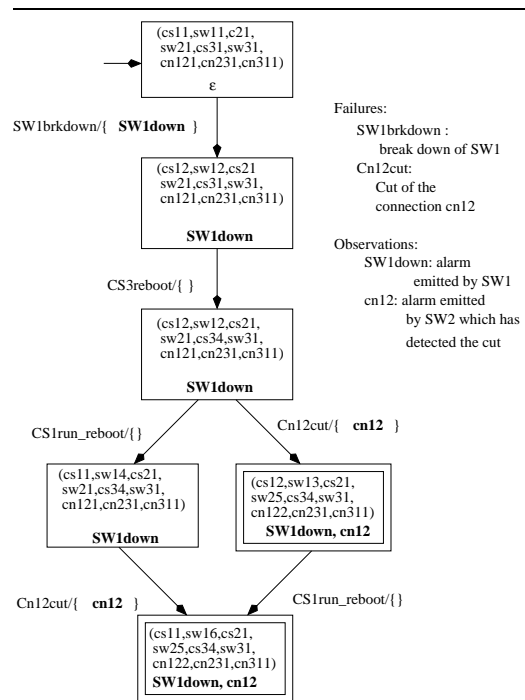 (cs11,sw11,c21,
sw21,cs31,sw31,
cn121,cn231,cn311)
ε
SW1brkdown/{ SW1down }
Failures:
SW1brkdown :
break down of SW1
Cn12cut:
Cut of the
connection cn12
(cs12,sw12,cs21
sw21,cs31,sw31,
cn121,cn231,cn311)
SW1down
Observations:
SW1down: alarm
emitted by SW1
cn12: alarm emitted
by SW2 which has
detected the cut
CS3reboot/{ }
(cs12,sw12,cs21,
sw21,cs34,sw31,
cn121,cn231,cn311)
SW1down
CS1run_reboot/{}
Cn12cut/{ cn12 }
(cs11,sw14,cs21,
sw21,cs34,sw31,
cn121,cn231,cn311)
SW1down
(cs12,sw13,cs21,
sw25,cs34,sw31,
cn122,cn231,cn311)
SW1down, cn12
Cn12cut/{ cn12 }
CS1run_reboot/{}
(cs11,sw16,cs21,
sw25,cs34,sw31,
cn122,cn231,cn311)
SW1down, cn12